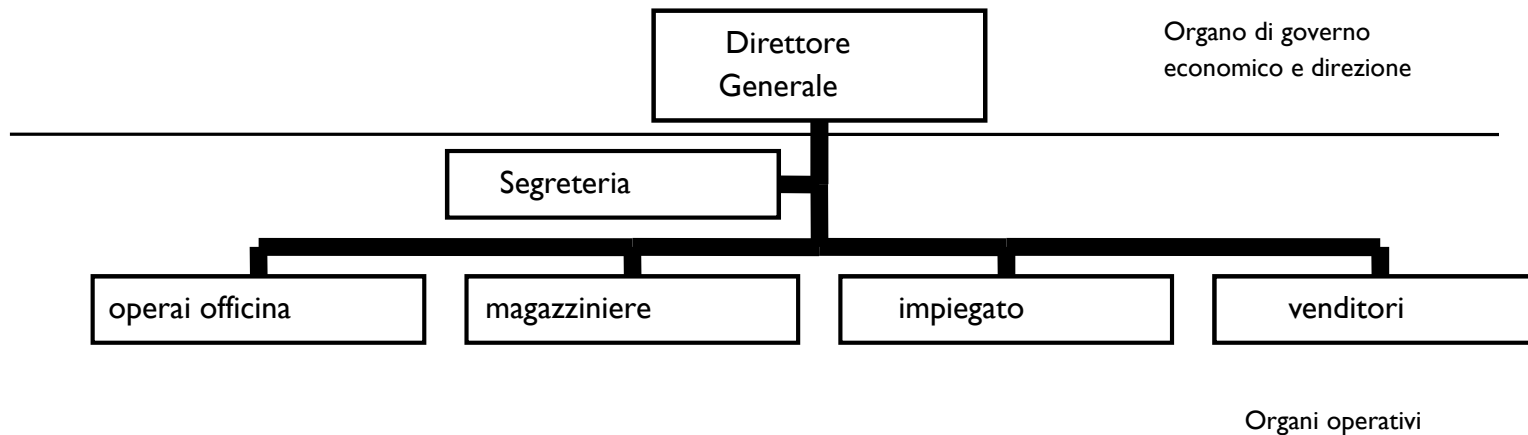 Direttore
Generale
Organo di governo
economico e direzione
Segreteria
operai officina
magazziniere
impiegato
venditori
Organi operativi